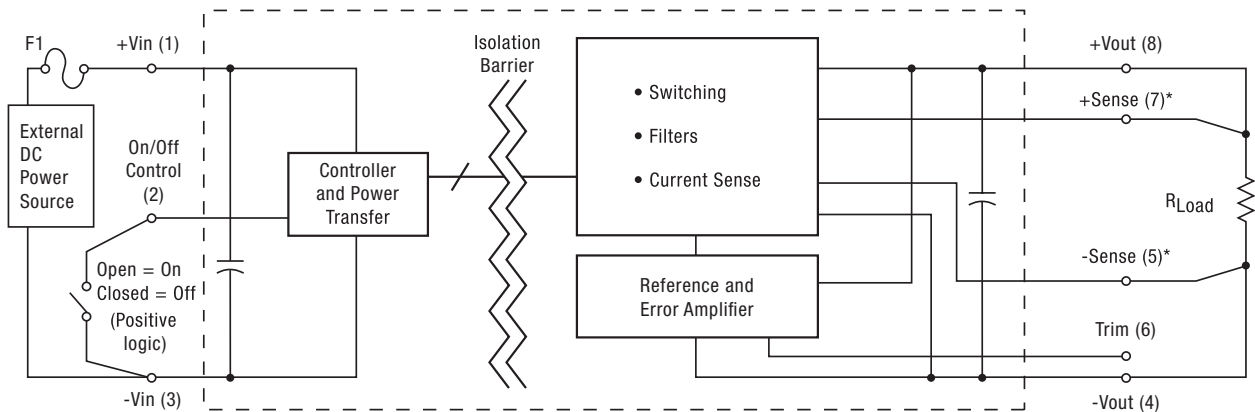 F1
+Vin (1)
External
DC
Power
Source
On/Off
Control
(2)
Open = On
Closed = Off
(Positive
logic)
-Vin (3)
Controller
and Power
Transfer
Isolation
Barrier
• Switching
• Filters
• Current Sense
Reference and
Error Amplifier
+Vout (8)
+Sense (7)*
RLoad
-Sense (5)*
Trim (6)
-Vout (4)